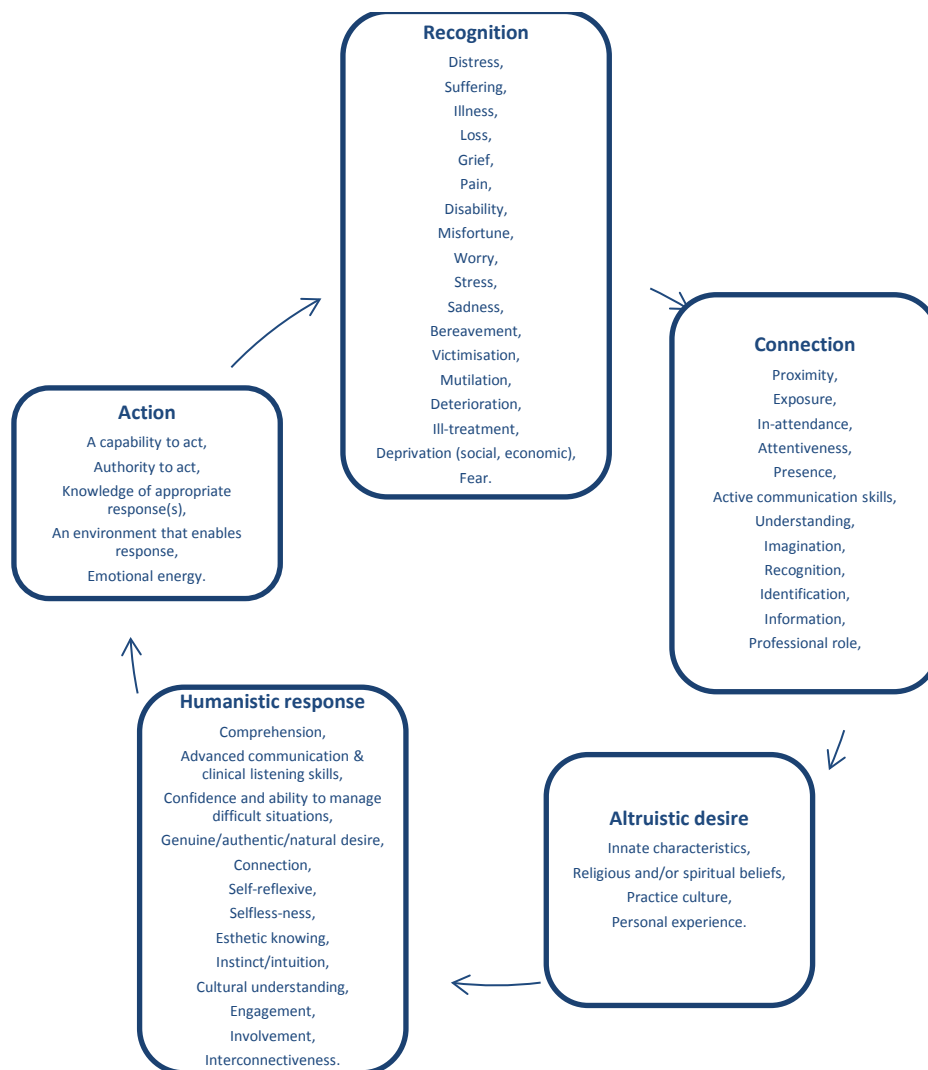 Recognition
Distress,
Suffering,
Illness,
Loss,
Grief,
Pain,
Disability,
Misfortune,
Worry,
Stress,
Sadness,
Bereavement,
Victimisation,
Mutilation,
Deterioration,
Ill-treatment,
Deprivation (social, economic),
Fear.
Connection
Proximity,
Exposure,
In-attendance,
Attentiveness,
Presence,
Active communication skills,
Understanding,
Imagination,
Recognition,
Identification,
Information,
Professional role,
Altruistic desire
Innate characteristics,
Religious and/or spiritual beliefs,
Practice culture,
Personal experience.
Humanistic response
Comprehension,
Advanced communication &
clinical listening skills,
Confidence and ability to manage
difficult situations,
Genuine/authentic/natural desire,
Connection,
Self-reflexive,
Selfless-ness,
Esthetic knowing,
Instinct/intuition,
Cultural understanding,
Engagement,
Involvement,
Interconnectiveness.
Action
A capability to act,
Authority to act,
Knowledge of appropriate
response(s),
An environment that enables
response,
Emotional energy.